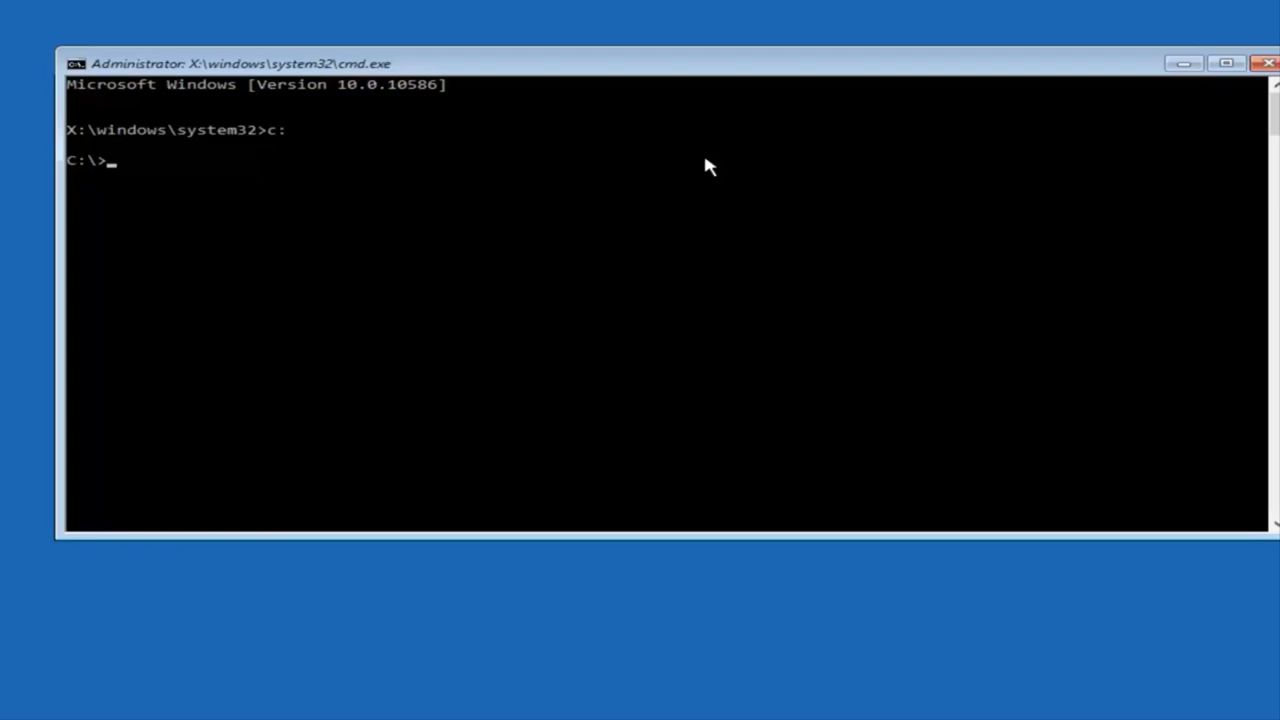 Administrator: X:\windows\system32\cmd.exe
Microsoft Windows [Version 10.0.10586]
X:\windows\system32>c:
C:\>_